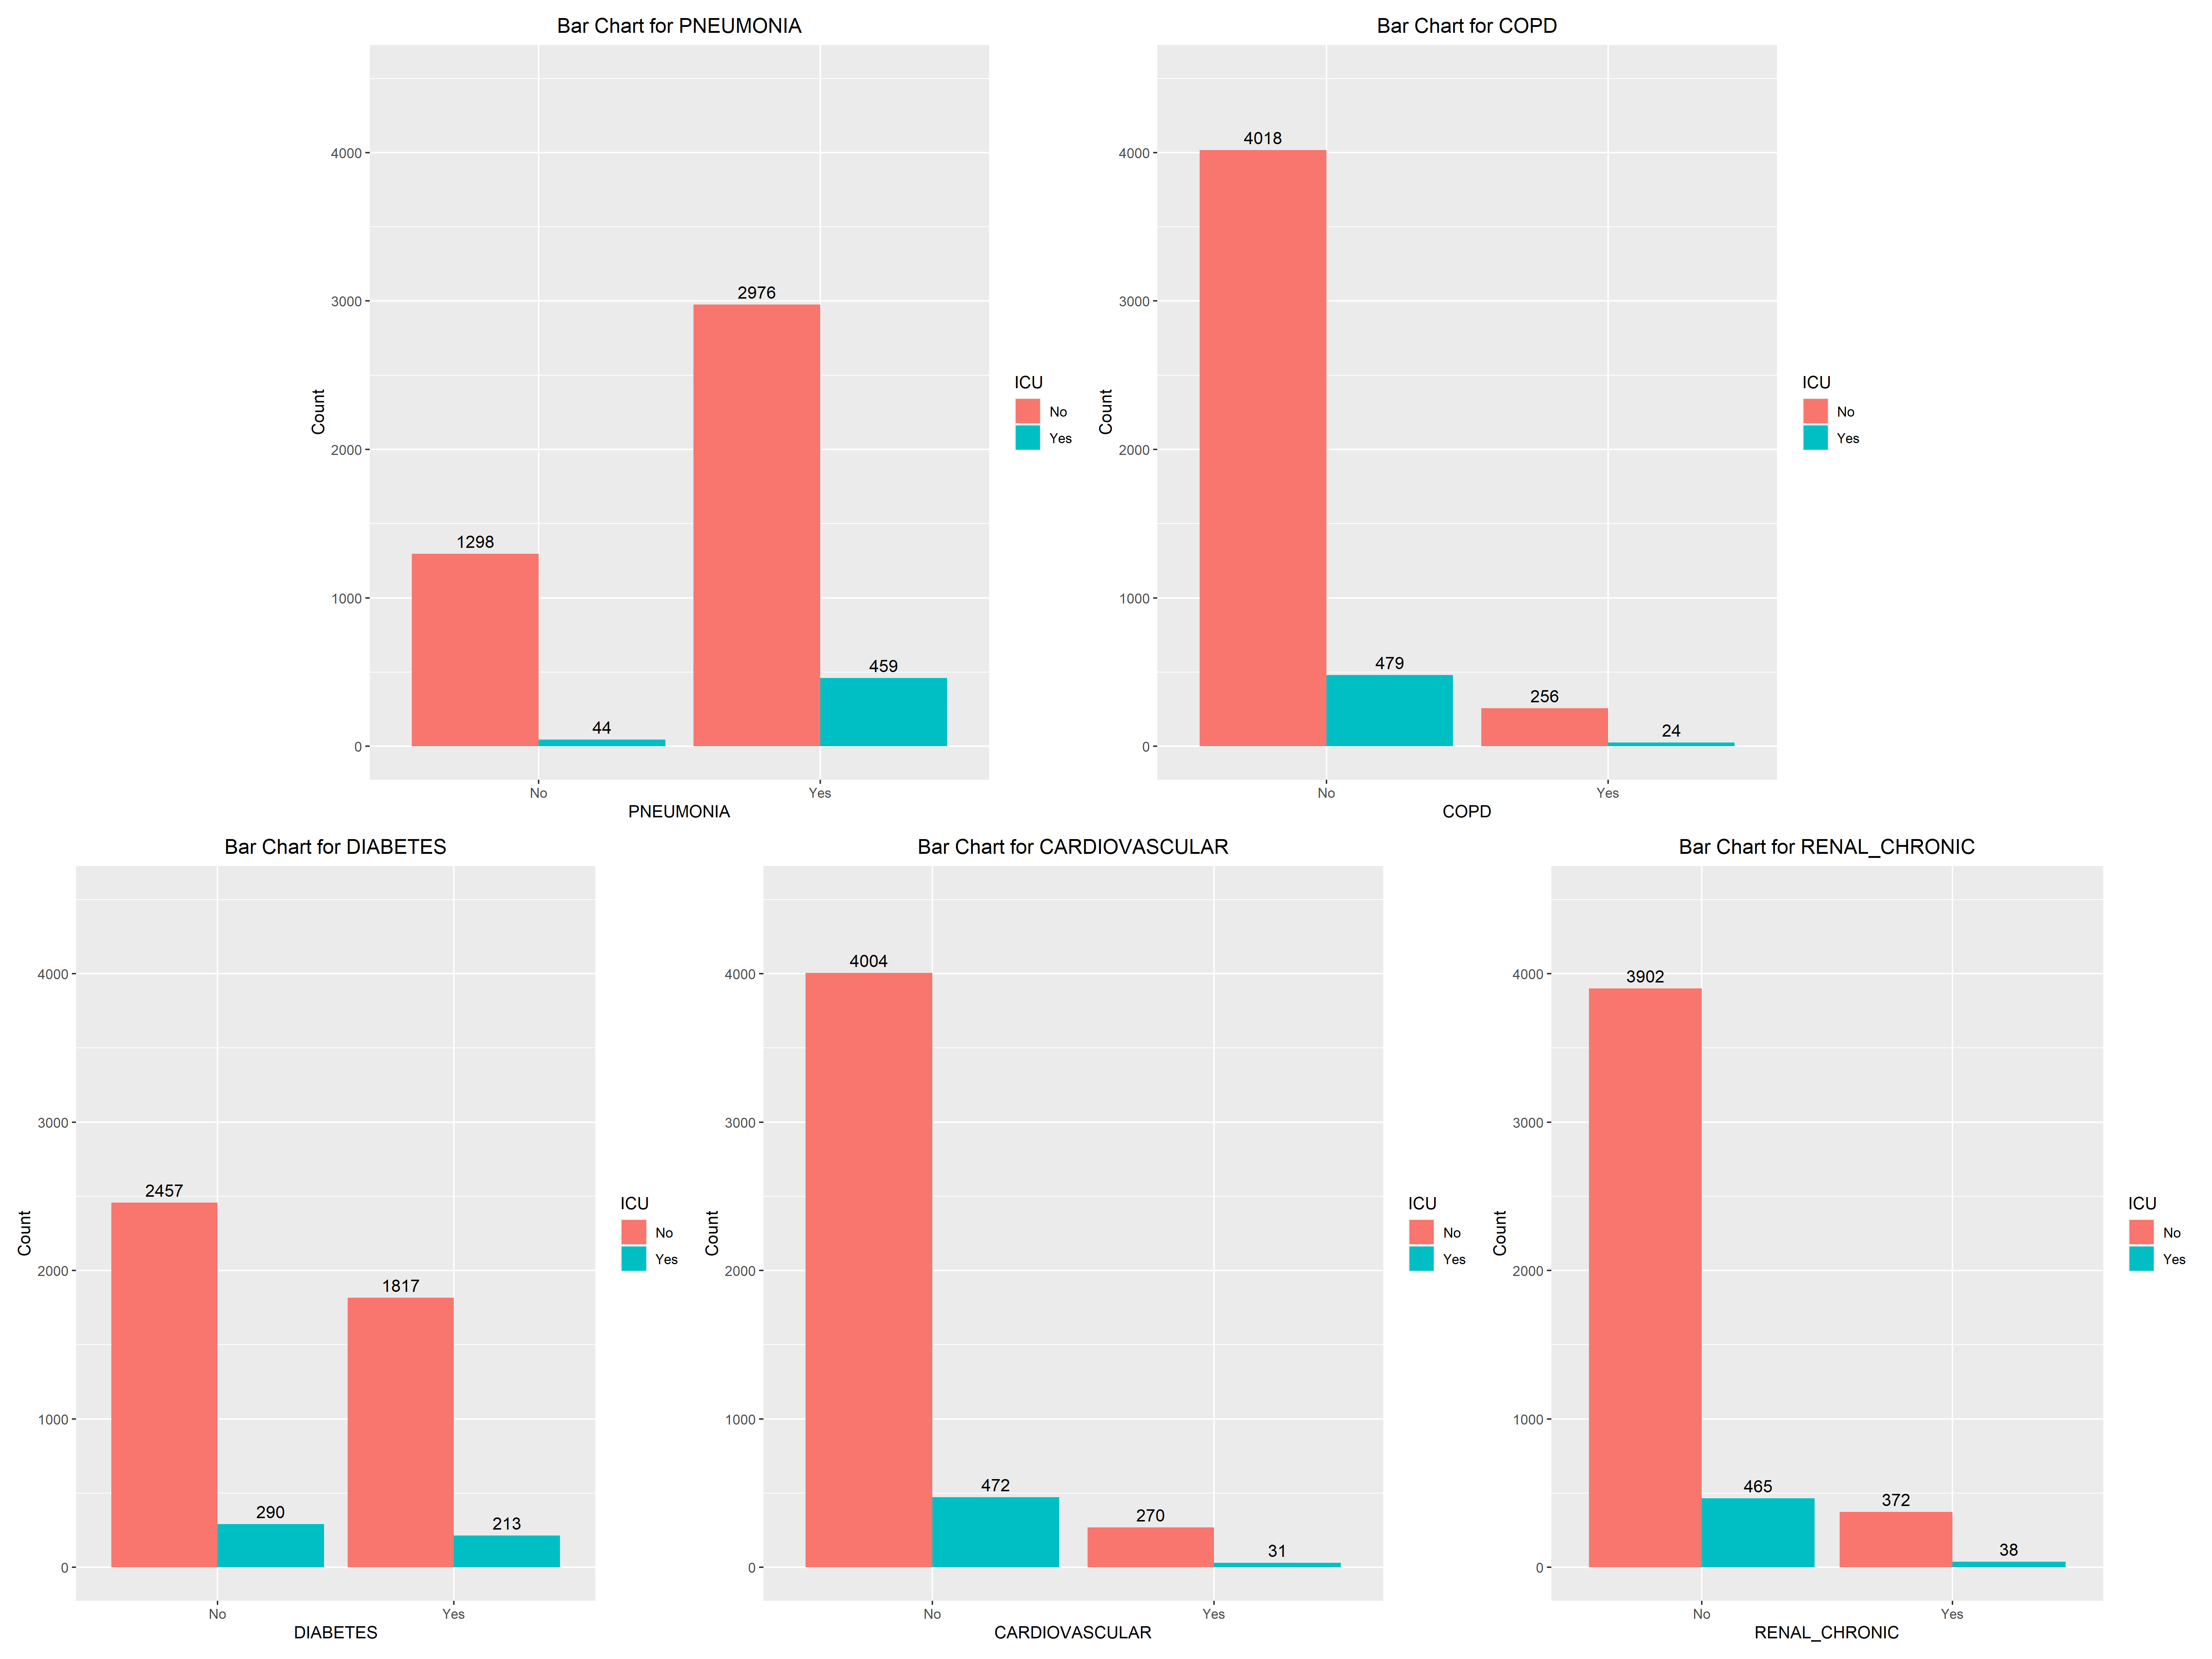 Bar Chart for PNEUMONIA
4000
3000
2000
1000
0
Count
1298
44
2976
459
No
Yes
PNEUMONIA
ICU
No
Yes
Bar Chart for COPD
4000
3000
2000
1000
0
Count
4018
479
256
24
No
Yes
COPD
ICU
No
Yes
Bar Chart for DIABETES
4000
3000
2000
1000
0
Count
2457
290
1817
213
No
Yes
DIABETES
ICU
No
Yes
Bar Chart for CARDIOVASCULAR
4000
3000
2000
1000
0
Count
4004
472
270
31
No
Yes
CARDIOVASCULAR
ICU
No
Yes
Bar Chart for RENAL_CHRONIC
4000
3000
2000
1000
0
Count
3902
465
372
38
No
Yes
RENAL_CHRONIC
ICU
No
Yes